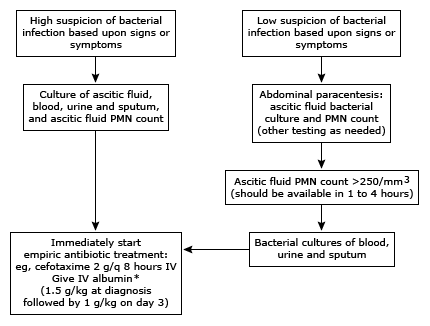 High suspicion of bacterial
infection based upon signs or
symptoms
Low suspicion of bacterial
infection based upon signs or
symptoms
Culture of ascitic fluid,
blood, urine and sputum,
and ascitic fluid PMN count
Abdominal paracentesis:
ascitic fluid bacterial
culture and PMN count
(other testing as needed)
Ascitic fluid PMN count >250/mm3
(should be available in 1 to 4 hours)
Immediately start
empiric antibiotic treatment:
eg, cefotaxime 2 g/q 8 hours IV
Give IV albumin*
(1.5 g/kg at diagnosis
followed by 1 g/kg on day 3)
Bacterial cultures of blood,
urine and sputum